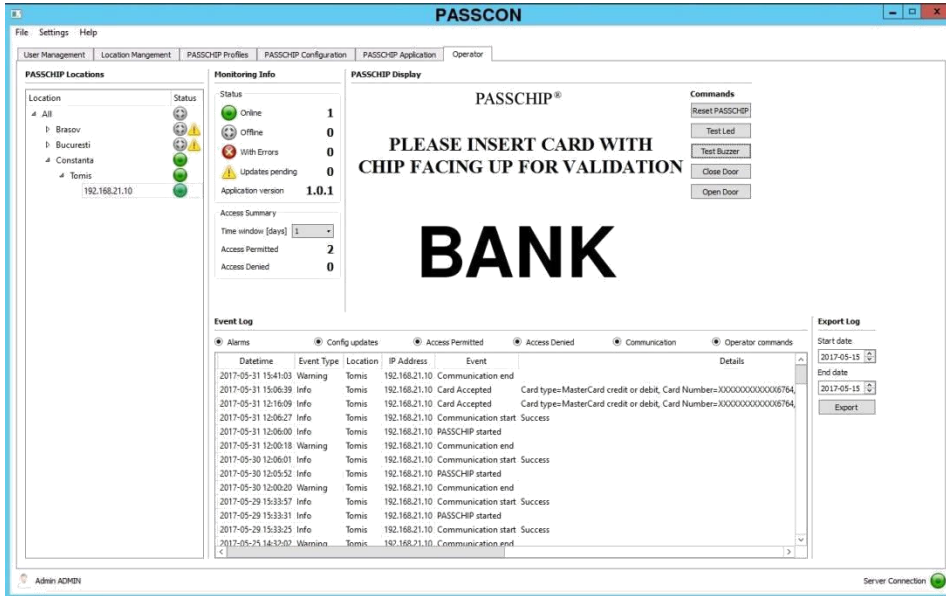 PASSCON
File Settings Help
User Management Location Mangement PASSCHIP Profiles PASSCHIP Configuration PASSCHIP Application Operator
PASSCHIP Locations
Location Status
All
Brasov
Bucuresti
Constanta
Tomis
192.168.21.10
Monitoring Info
Status
Online 1
Offline 0
With Errors 0
Updates pending 0
Application version 1.0.1
Access Summary
Time window [days] 1
Access Permitted 2
Access Denied 0
PASSCHIP Display
PASSCHIP®
PLEASE INSERT CARD WITH
CHIP FACING UP FOR VALIDATION
BANK
Commands
Reset PASSCHIP
Test Led
Test Buzzer
Close Door
Open Door
Event Log
Alarms Config updates Access Permitted Access Denied Communication Operator commands
Datetime Event Type Location IP Address Event Details
2017-05-31 15:41:03 Warning Tomis 192.168.21.10 Communication end
2017-05-31 15:06:39 Info Tomis 192.168.21.10 Card Accepted Card type=MasterCard credit or debit, Card Number=XXXXXXXXXXXX6764,
2017-05-31 12:16:09 Info Tomis 192.168.21.10 Card Accepted Card type=MasterCard credit or debit, Card Number=XXXXXXXXXXXX6764,
2017-05-31 12:06:27 Info Tomis 192.168.21.10 Communication start Success
2017-05-31 12:06:00 Info Tomis 192.168.21.10 PASSCHIP started
2017-05-31 12:00:18 Warning Tomis 192.168.21.10 Communication end
2017-05-30 12:06:01 Info Tomis 192.168.21.10 Communication start Success
2017-05-30 12:05:52 Info Tomis 192.168.21.10 PASSCHIP started
2017-05-30 12:00:20 Warning Tomis 192.168.21.10 Communication end
2017-05-29 15:33:57 Info Tomis 192.168.21.10 Communication start Success
2017-05-29 15:33:31 Info Tomis 192.168.21.10 PASSCHIP started
2017-05-29 15:33:25 Info Tomis 192.168.21.10 Communication start Success
2017-05-25 14:32:02 Warning Tomis 192.168.21.10 Communication end
Export Log
Start date
2017-05-15
End date
2017-05-15
Export
Admin ADMIN
Server Connection